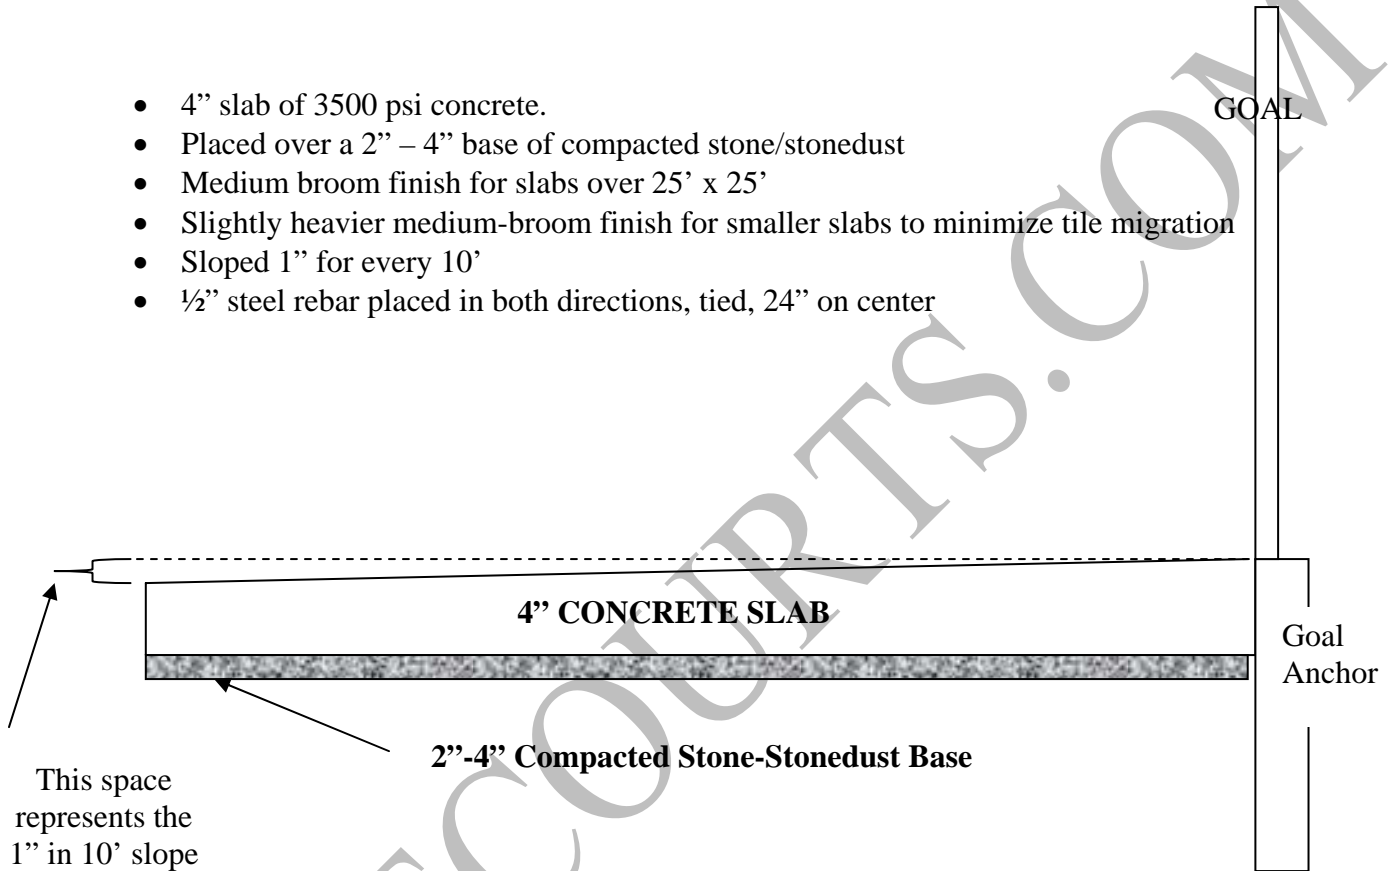 • 4” slab of 3500 psi concrete.
• Placed over a 2” – 4” base of compacted stone/stonedust
• Medium broom finish for slabs over 25’ x 25’
• Slightly heavier medium-broom finish for smaller slabs to minimize tile migration
• Sloped 1” for every 10’
• ½” steel rebar placed in both directions, tied, 24” on center
GOAL
4” CONCRETE SLAB
Goal
Anchor
2”-4” Compacted Stone-Stonedust Base
This space
represents the
1” in 10’ slope
TCOURTS.COM